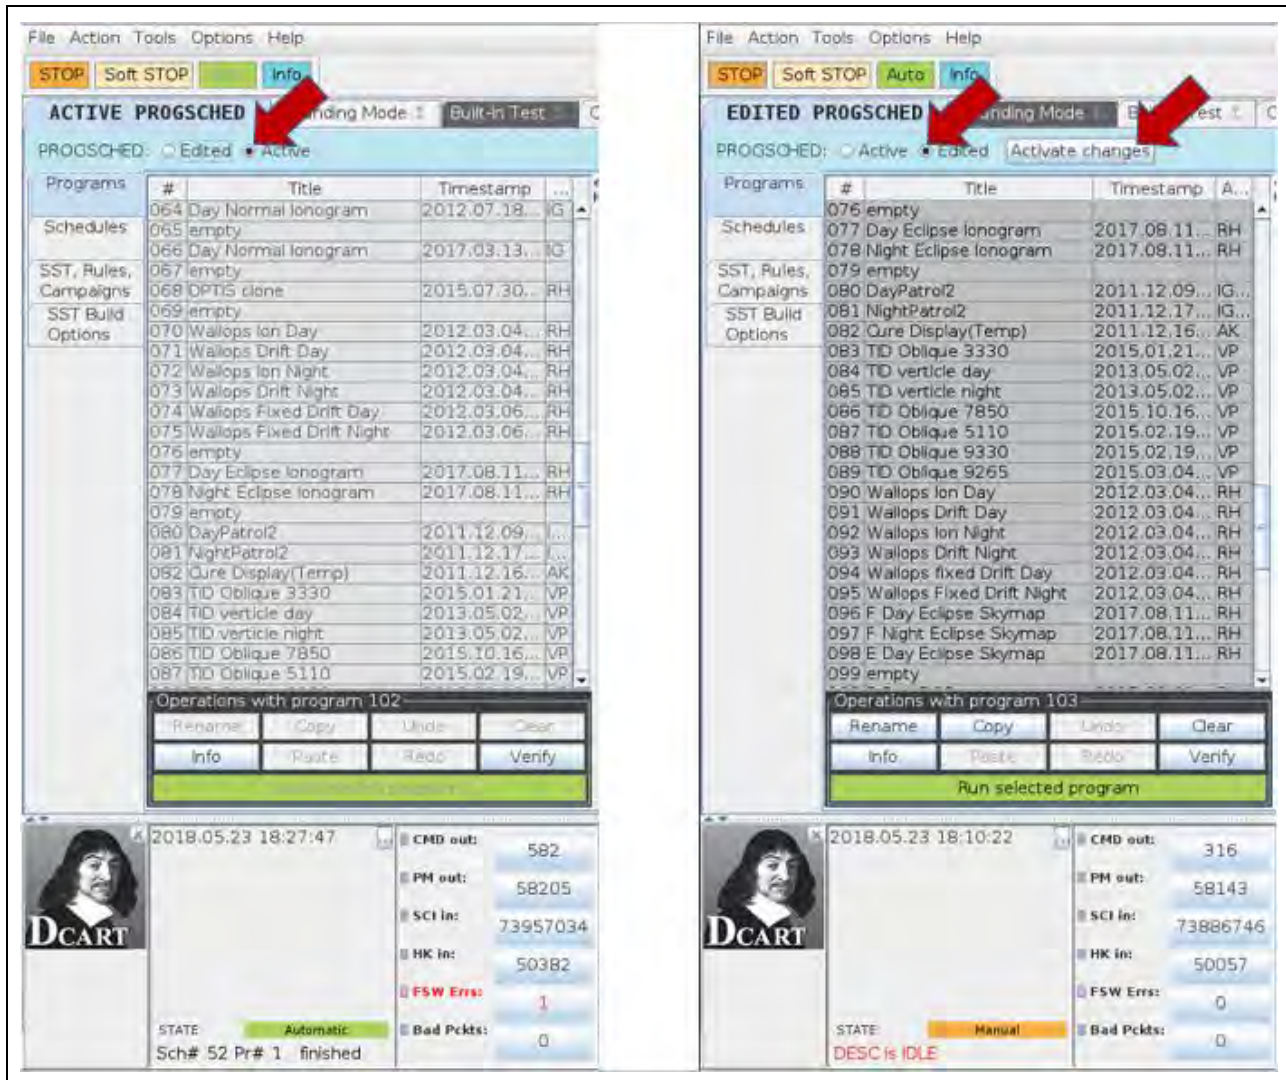 File Action Tools Options Help
STOP Soft STOP Info
ACTIVE PROGSCHED nding Mode Built-In Test
PROGSCHED: Edited Active
Programs
Schedules
SST, Rules, Campaigns
SST Build Options
# Title Timestamp ...
064 Day Normal Ionogram 2012.07.18... IG
065 empty
066 Day Normal Ionogram 2017.03.13... IG
067 empty
068 DPTIS clone 2015.07.30... RH
069 empty
070 Wallops Ion Day 2012.03.04... RH
071 Wallops Drift Day 2012.03.04... RH
072 Wallops Ion Night 2012.03.04... RH
073 Wallops Drift Night 2012.03.04... RH
074 Wallops Fixed Drift Day 2012.03.06... RH
075 Wallops Fixed Drift Night 2012.03.06... RH
076 empty
077 Day Eclipse Ionogram 2017.08.11... RH
078 Night Eclipse Ionogram 2017.08.11... RH
079 empty
080 DayPatrol2 2011.12.09... I...
081 NightPatrol2 2011.12.17... I...
082 Qure Display(Temp) 2011.12.16... AK
083 TID Oblique 3330 2015.01.21... VP
084 TID verticle day 2013.05.02... VP
085 TID verticle night 2013.05.02... VP
086 TID Oblique 7850 2015.10.16... VP
087 TID Oblique 5110 2015.02.19... VP
Operations with program 102
Rename Copy Undo Clear
Info Paste Redo Verify
DCART
2018.05.23 18:27:47 ...
STATE Automatic
Sch# 52 Pr# 1 finished
CMD out: 582
PM out: 58205
SCI in: 73957034
HK in: 50382
FSW Errs: 1
Bad Pckts: 0
File Action Tools Options Help
STOP Soft STOP Auto Info
EDITED PROGSCHED unding Mode B est
PROGSCHED: Active Edited Activate changes
Programs
Schedules
SST, Rules, Campaigns
SST Build Options
# Title Timestamp A...
076 empty
077 Day Eclipse Ionogram 2017.08.11... RH
078 Night Eclipse Ionogram 2017.08.11... RH
079 empty
080 DayPatrol2 2011.12.09... IG...
081 NightPatrol2 2011.12.17... IG...
082 Qure Display(Temp) 2011.12.16... AK
083 TID Oblique 3330 2015.01.21... VP
084 TID verticle day 2013.05.02... VP
085 TID verticle night 2013.05.02... VP
086 TID Oblique 7850 2015.10.16... VP
087 TID Oblique 5110 2015.02.19... VP
088 TID Oblique 9330 2015.02.19... VP
089 TID Oblique 9265 2015.03.04... VP
090 Wallops Ion Day 2012.03.04... RH
091 Wallops Drift Day 2012.03.04... RH
092 Wallops Ion Night 2012.03.04... RH
093 Wallops Drift Night 2012.03.04... RH
094 Wallops fixed Drift Day 2012.03.04... RH
095 Wallops Fixed Drift Night 2012.03.04... RH
096 F Day Eclipse Skymap 2017.08.11... RH
097 F Night Eclipse Skymap 2017.08.11... RH
098 E Day Eclipse Skymap 2017.08.11... RH
099 empty
Operations with program 103
Rename Copy Undo Clear
Info Paste Redo Verify
Run selected program
DCART
2018.05.23 18:10:22 ...
STATE Manual
DESC is IDLE
CMD out: 316
PM out: 58143
SCI in: 73886746
HK in: 50057
FSW Errs: 0
Bad Pckts: 0